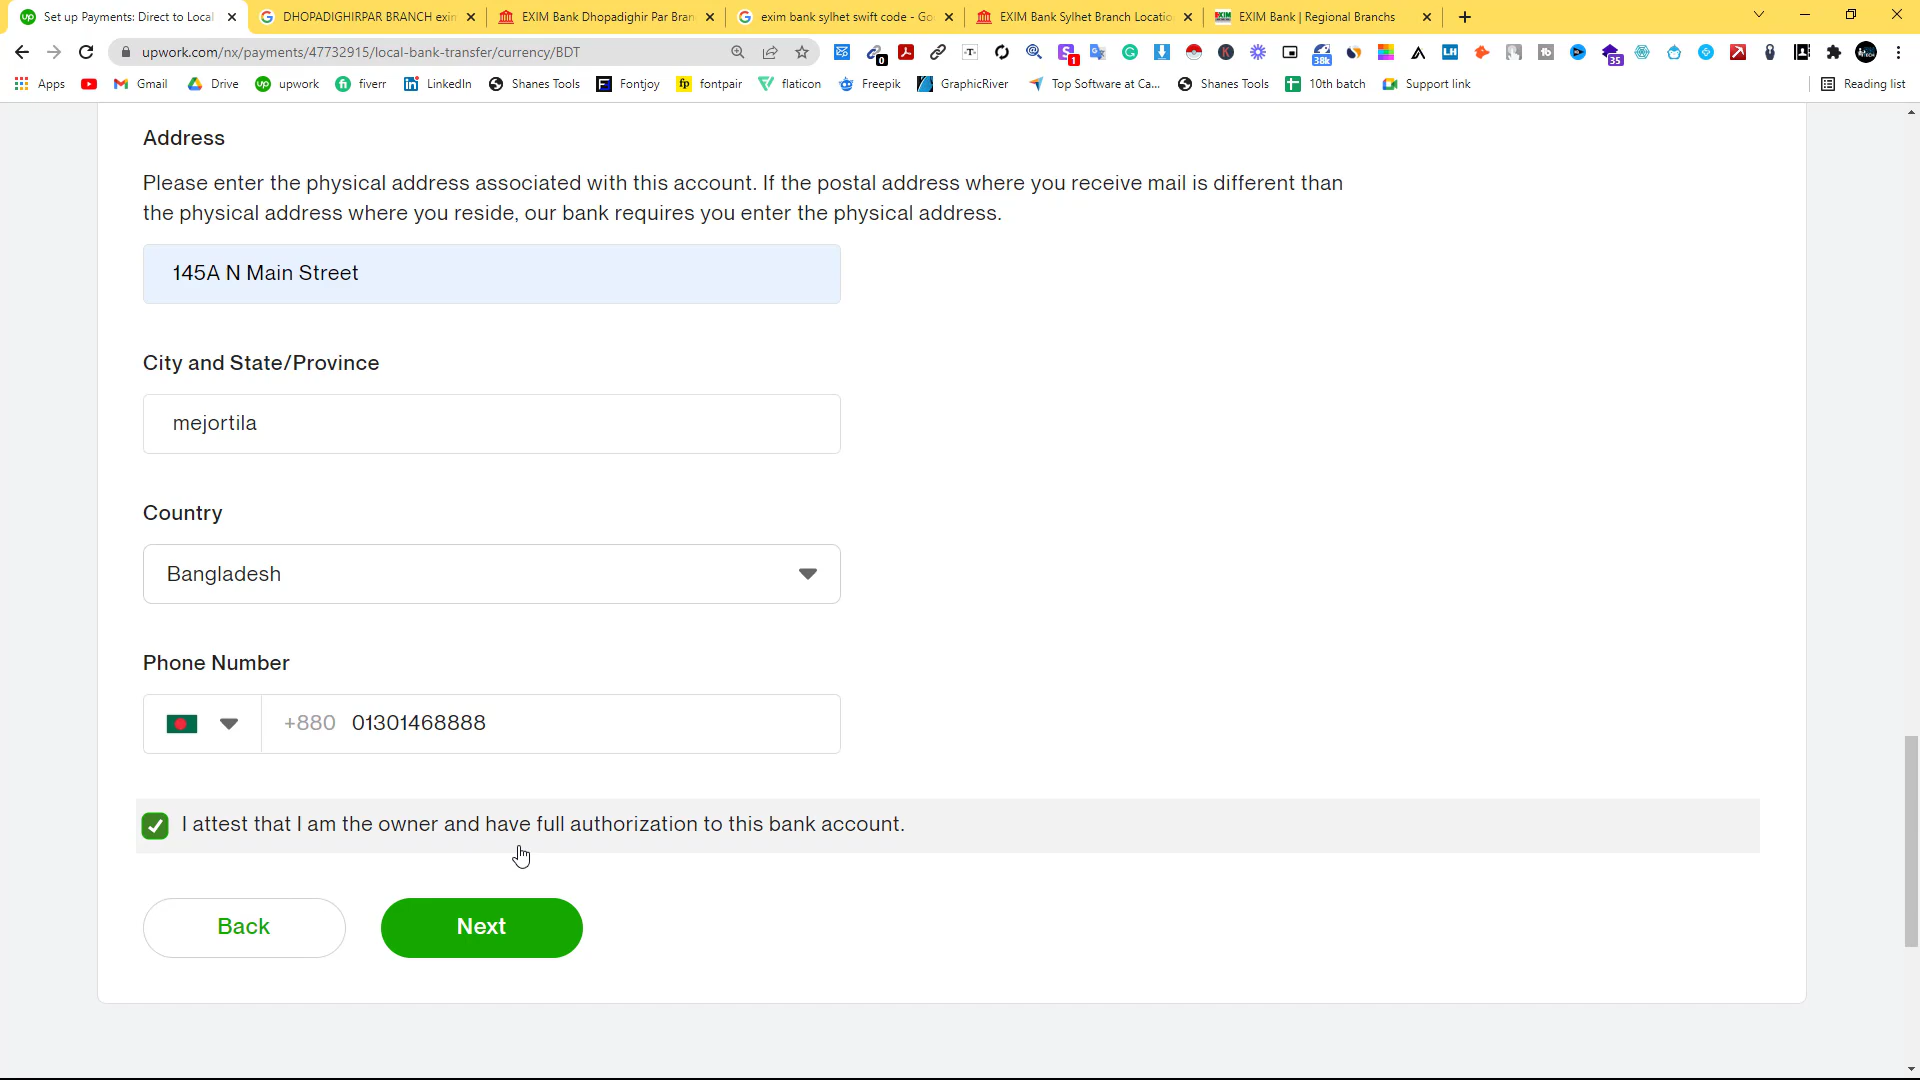 Set up Payments: Direct to Local
DHOPADIGHIRPAR BRANCH exim
EXIM Bank Dhopadighir Par Bran
exim bank sylhet swift code - Goo
EXIM Bank Sylhet Branch Locatio
EXIM Bank | Regional Branchs
upwork.com/nx/payments/47732915/local-bank-transfer/currency/BDT
Apps
Gmail
Drive
upwork
fiverr
LinkedIn
Shanes Tools
Fontjoy
fontpair
flaticon
Freepik
GraphicRiver
Top Software at Ca...
Shanes Tools
10th batch
Support link
Reading list
Address
Please enter the physical address associated with this account. If the postal address where you receive mail is different than
the physical address where you reside, our bank requires you enter the physical address.
145A N Main Street
City and State/Province
mejortila
Country
Bangladesh
Phone Number
+880 01301468888
I attest that I am the owner and have full authorization to this bank account.
Back
Next